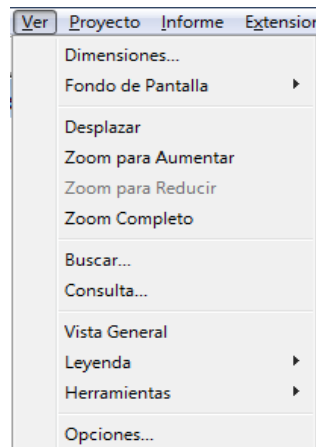 Ver Proyecto Informe Extension
Dimensiones...
Fondo de Pantalla
Desplazar
Zoom para Aumentar
Zoom para Reducir
Zoom Completo
Buscar...
Consulta...
Vista General
Leyenda
Herramientas
Opciones...